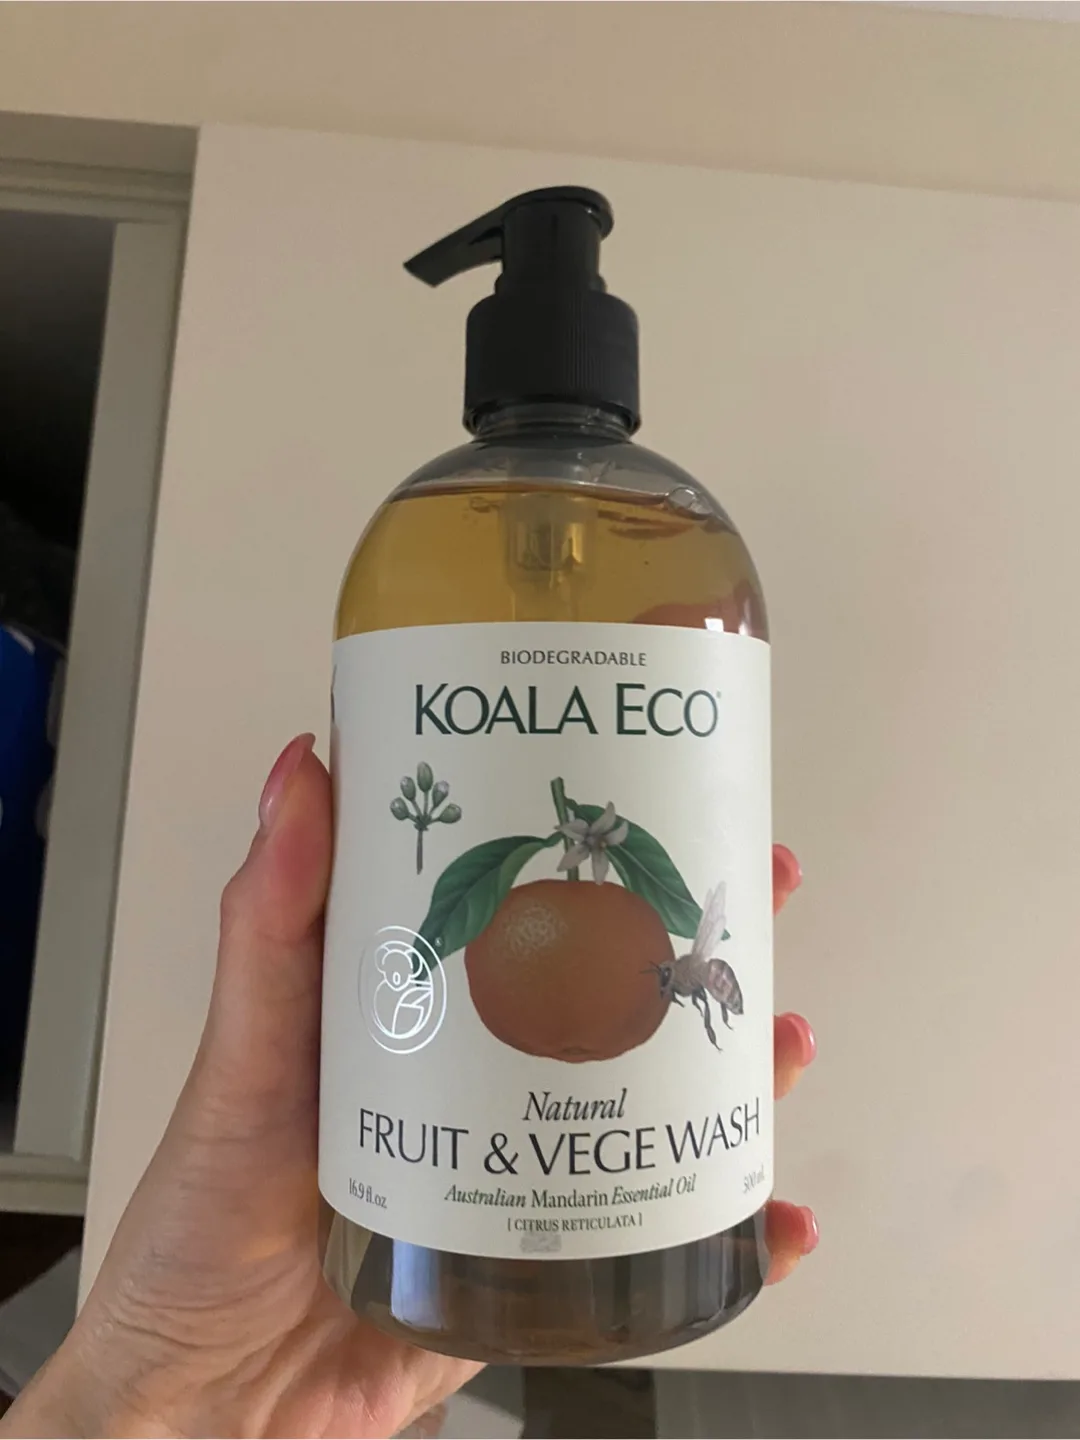 BIODEGRADABLE
KOALA ECO®
Natural
FRUIT & VEGE WASH
16.9 fl.oz
Australian Mandarin Essential Oil
500 mL
[ CITRUS RETICULATA ]